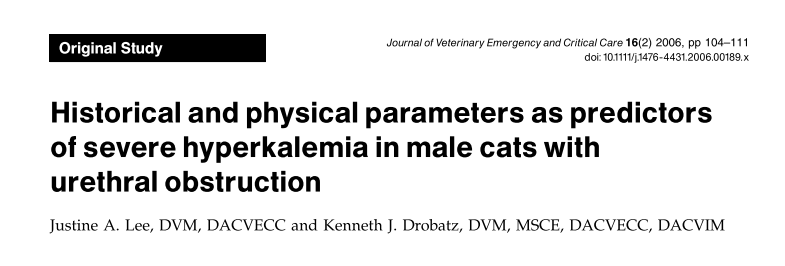 Original Study
Journal of Veterinary Emergency and Critical Care 16(2) 2006, pp 104–111
doi: 10.1111/j.1476-4431.2006.00189.x
Historical and physical parameters as predictors
of severe hyperkalemia in male cats with
urethral obstruction
Justine A. Lee, DVM, DACVECC and Kenneth J. Drobatz, DVM, MSCE, DACVECC, DACVIM